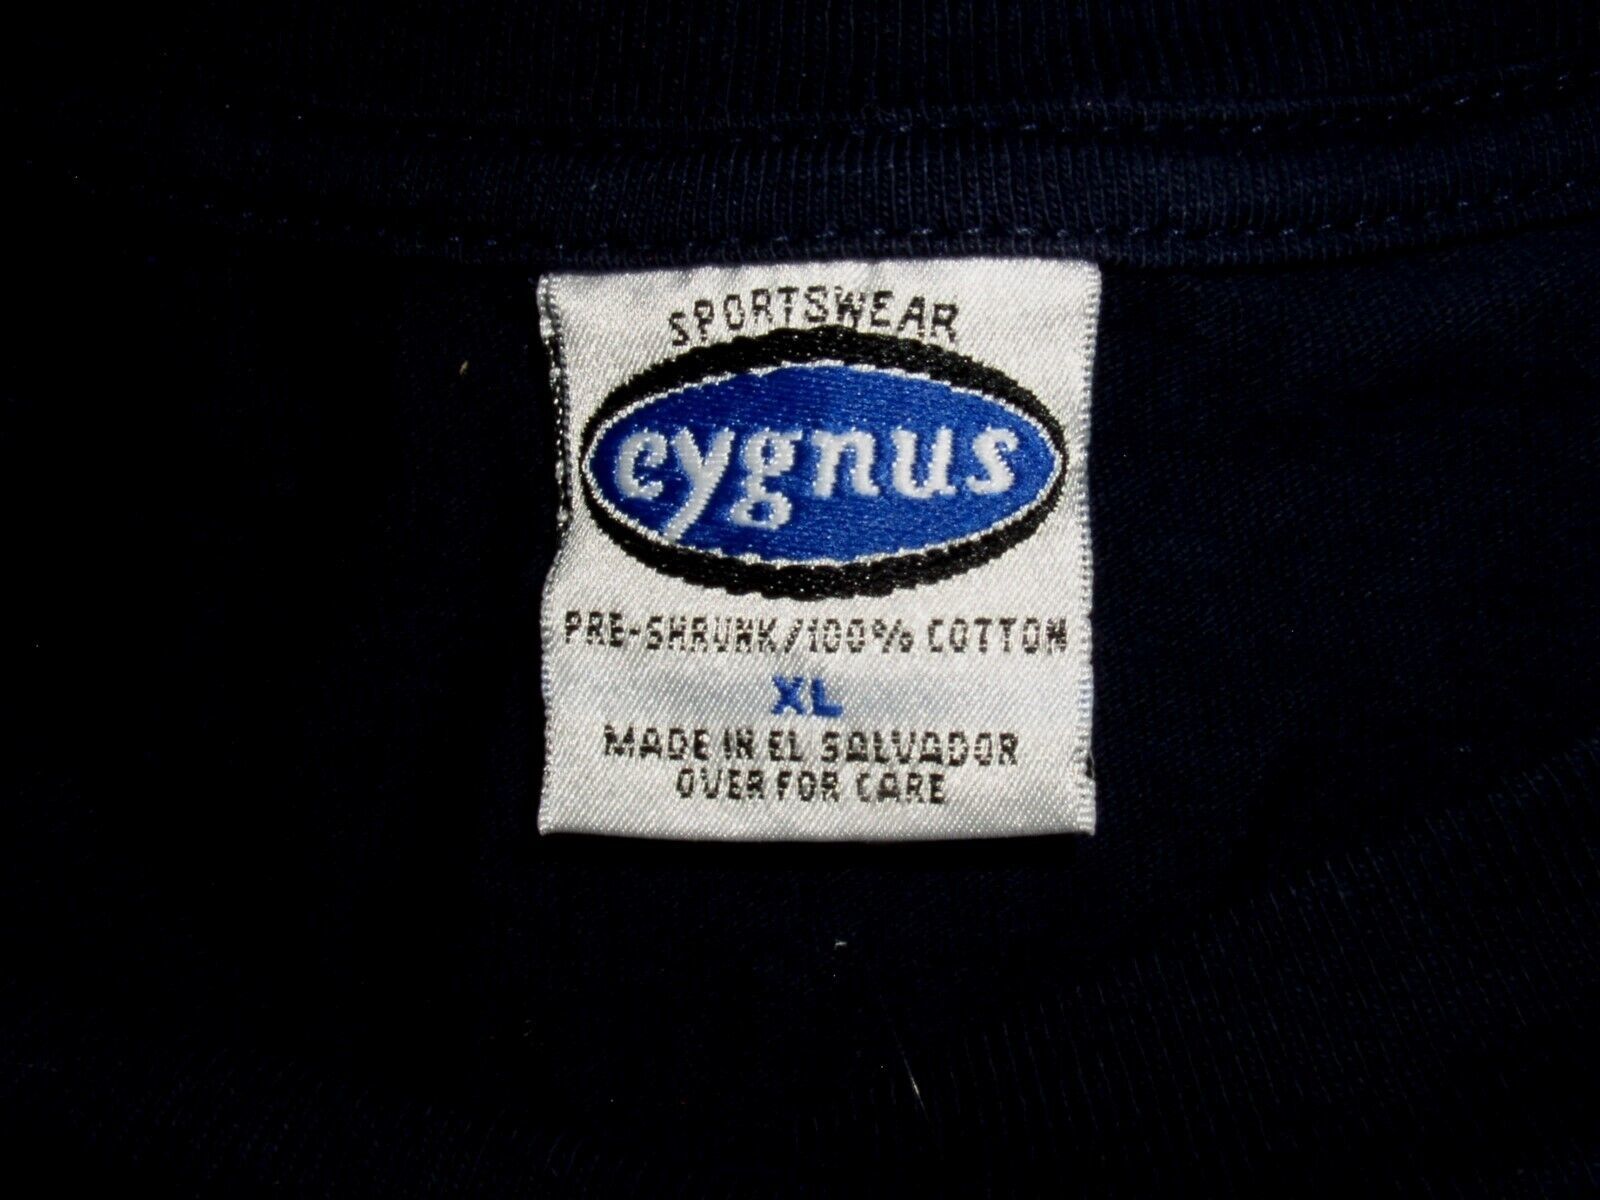 SPORTSWEAR
cygnus
PRE-SHRUNK/100% COTTON
XL
MADE IN EL SALVADOR
OVER FOR CARE